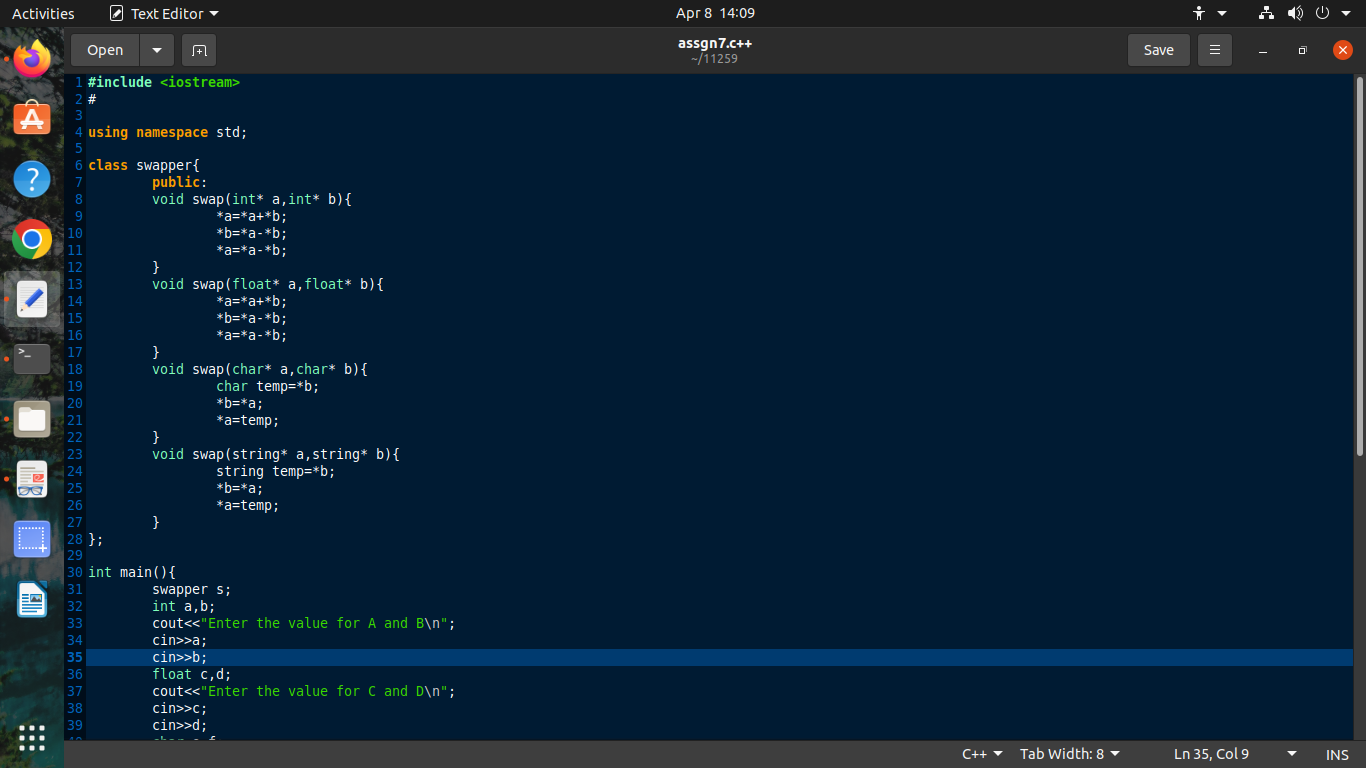 Activities Text Editor Apr 8 14:09
Open assgn7.c++ Save
~/11259
1 #include <iostream>
2 #
3
4 using namespace std;
5
6 class swapper{
7 public:
8 void swap(int* a,int* b){
9 *a=*a+*b;
10 *b=*a-*b;
11 *a=*a-*b;
12 }
13 void swap(float* a,float* b){
14 *a=*a+*b;
15 *b=*a-*b;
16 *a=*a-*b;
17 }
18 void swap(char* a,char* b){
19 char temp=*b;
20 *b=*a;
21 *a=temp;
22 }
23 void swap(string* a,string* b){
24 string temp=*b;
25 *b=*a;
26 *a=temp;
27 }
28 };
29
30 int main(){
31 swapper s;
32 int a,b;
33 cout<<"Enter the value for A and B\n";
34 cin>>a;
35 cin>>b;
36 float c,d;
37 cout<<"Enter the value for C and D\n";
38 cin>>c;
39 cin>>d;
C++ Tab Width: 8 Ln 35, Col 9 INS